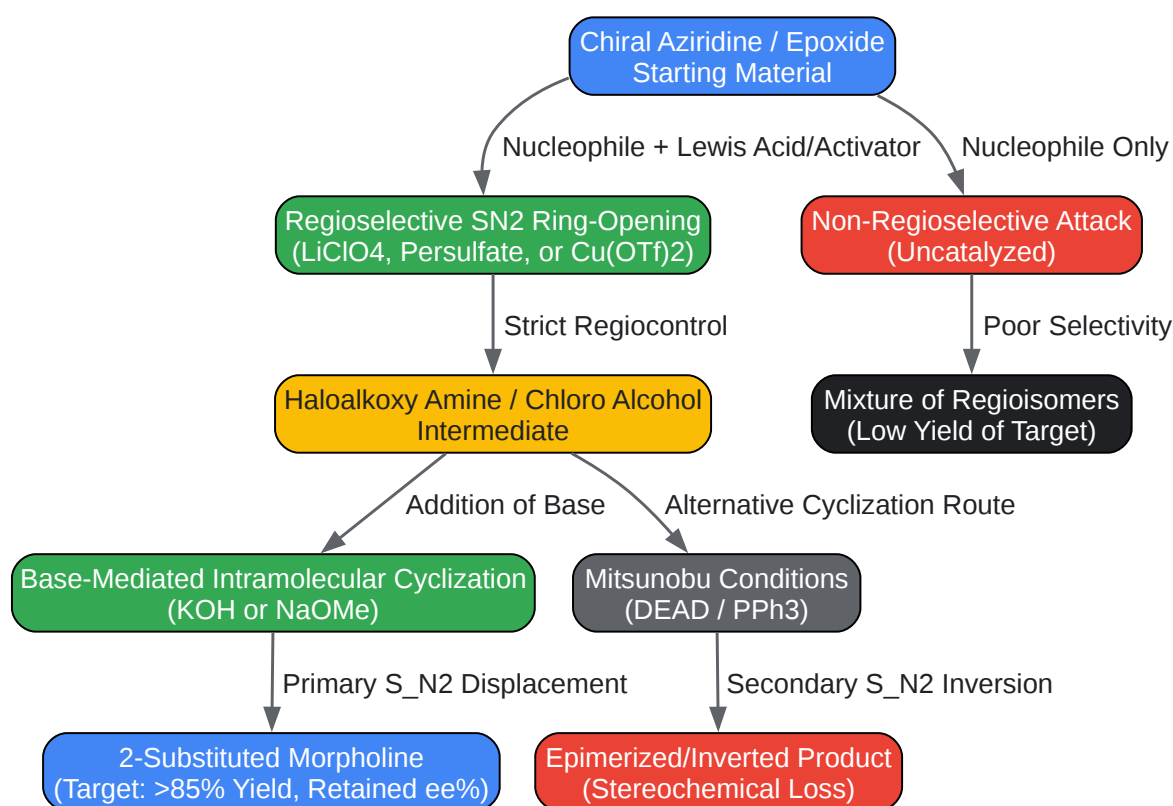 Chiral Aziridine / Epoxide
Starting Material
Nucleophile + Lewis Acid/Activator
Nucleophile Only
Regioselective SN2 Ring-Opening
(LiClO4, Persulfate, or Cu(OTf)2)
Non-Regioselective Attack
(Uncatalyzed)
Strict Regiocontrol
Poor Selectivity
Haloalkoxy Amine / Chloro Alcohol
Intermediate
Mixture of Regioisomers
(Low Yield of Target)
Addition of Base
Alternative Cyclization Route
Base-Mediated Intramolecular Cyclization
(KOH or NaOMe)
Mitsunobu Conditions
(DEAD / PPh3)
Primary S_N2 Displacement
Secondary S_N2 Inversion
2-Substituted Morpholine
(Target: >85% Yield, Retained ee%)
Epimerized/Inverted Product
(Stereochemical Loss)